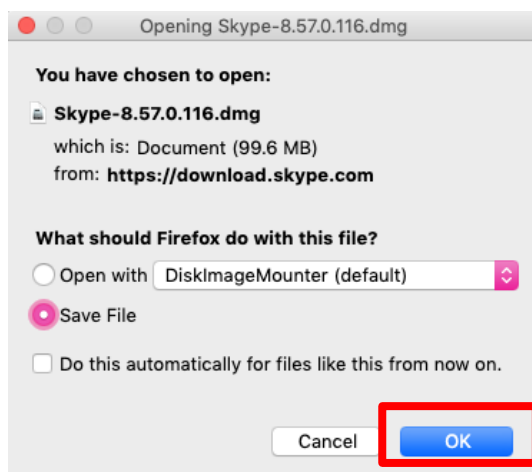 Opening Skype-8.57.0.116.dmg
You have chosen to open:
Skype-8.57.0.116.dmg
which is: Document (99.6 MB)
from: https://download.skype.com
What should Firefox do with this file?
Open with DiskImageMounter (default)
Save File
Do this automatically for files like this from now on.
Cancel OK